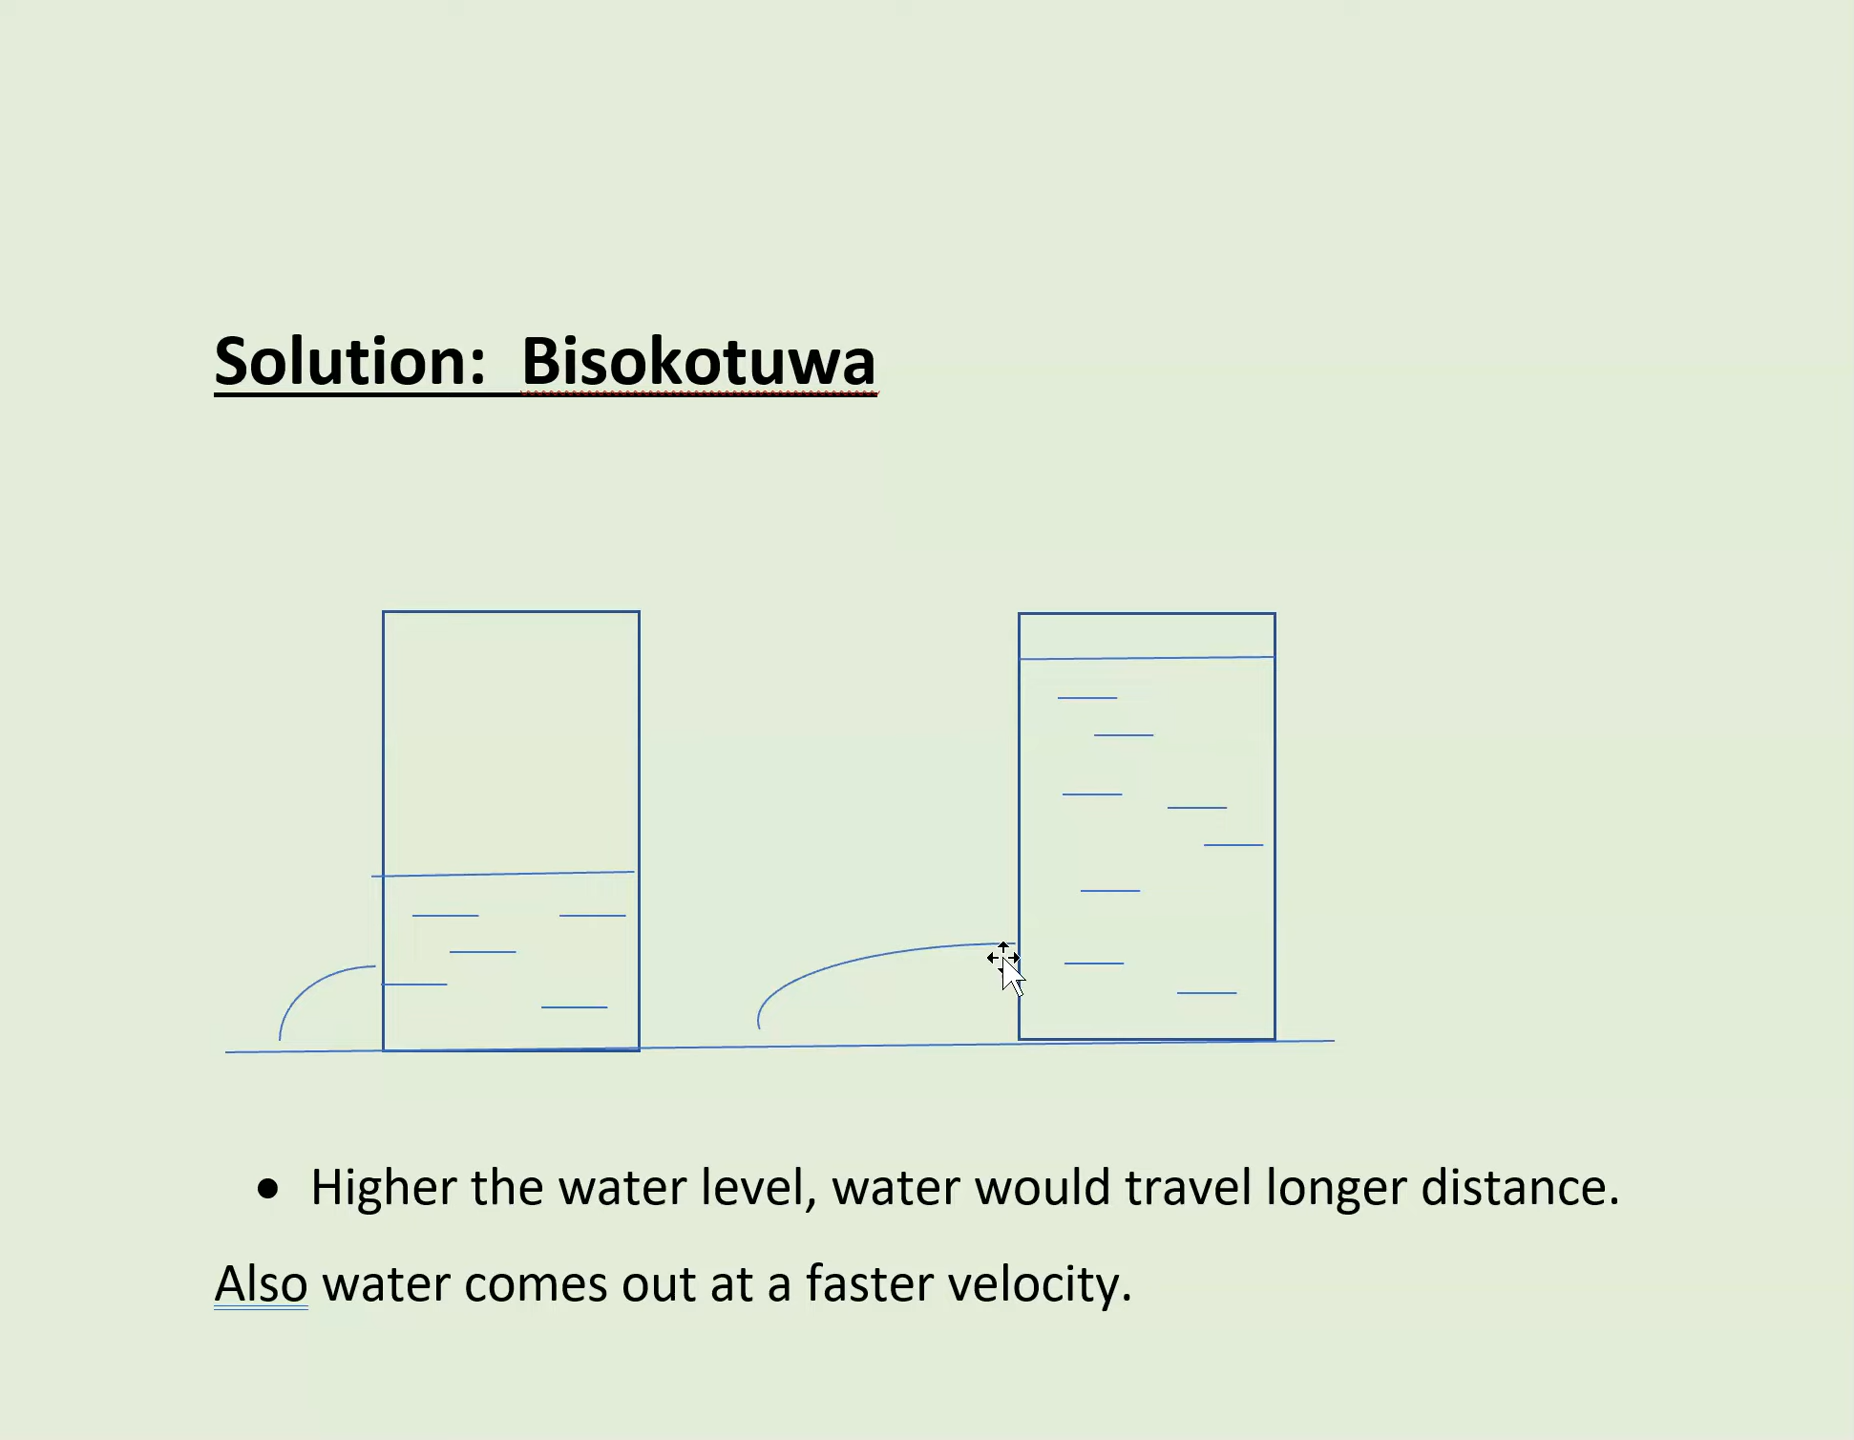 Solution:  Bisokotuwa
• Higher the water level, water would travel longer distance.
Also water comes out at a faster velocity.